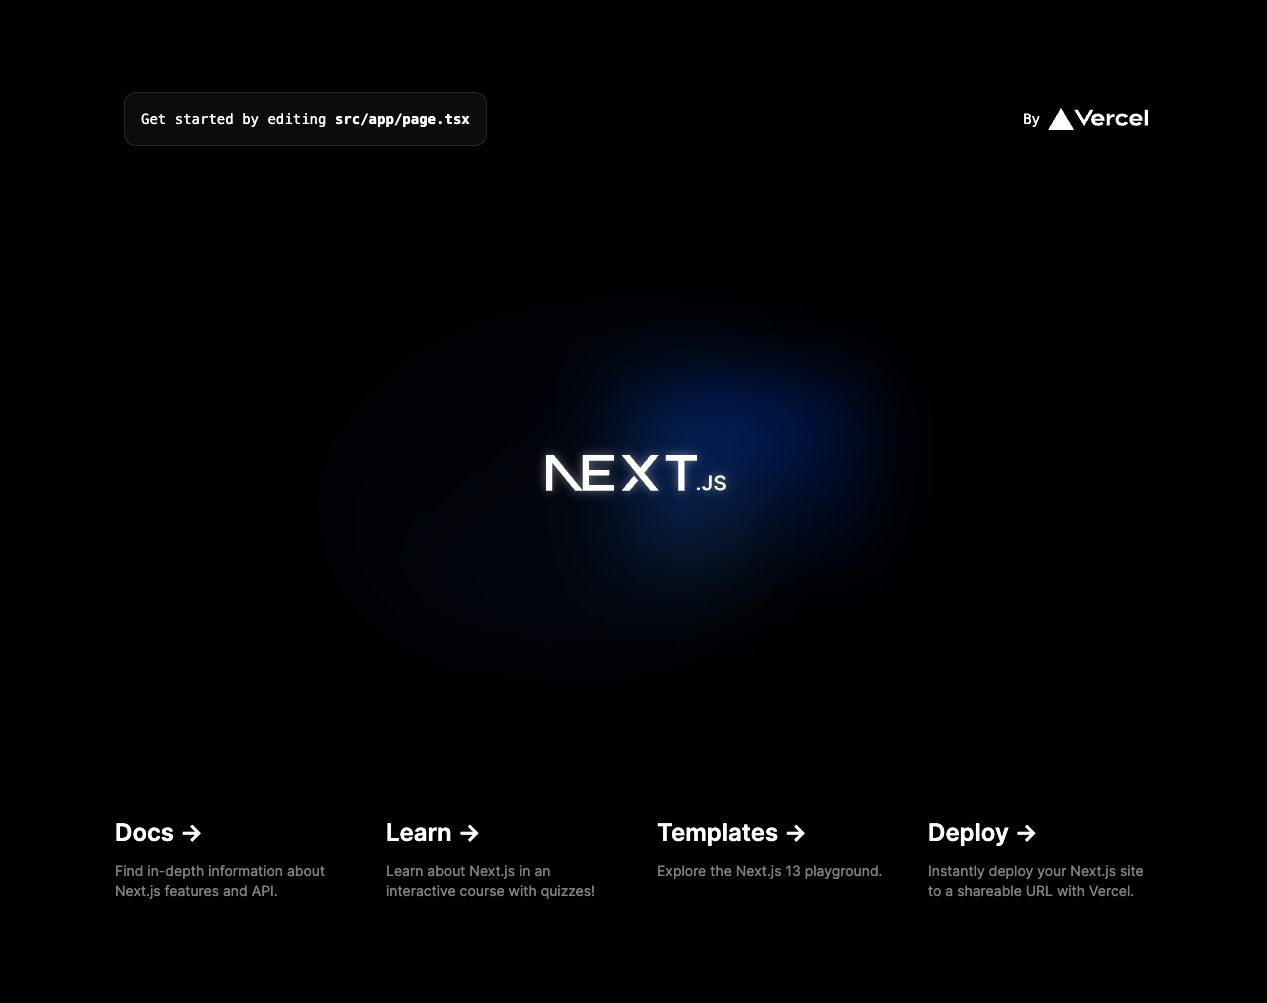 Get started by editing src/app/page.tsx
By Vercel
NEXT.JS
Docs ->
Find in-depth information about
Next.js features and API.
Learn ->
Learn about Next.js in an
interactive course with quizzes!
Templates ->
Explore the Next.js 13 playground.
Deploy ->
Instantly deploy your Next.js site
to a shareable URL with Vercel.